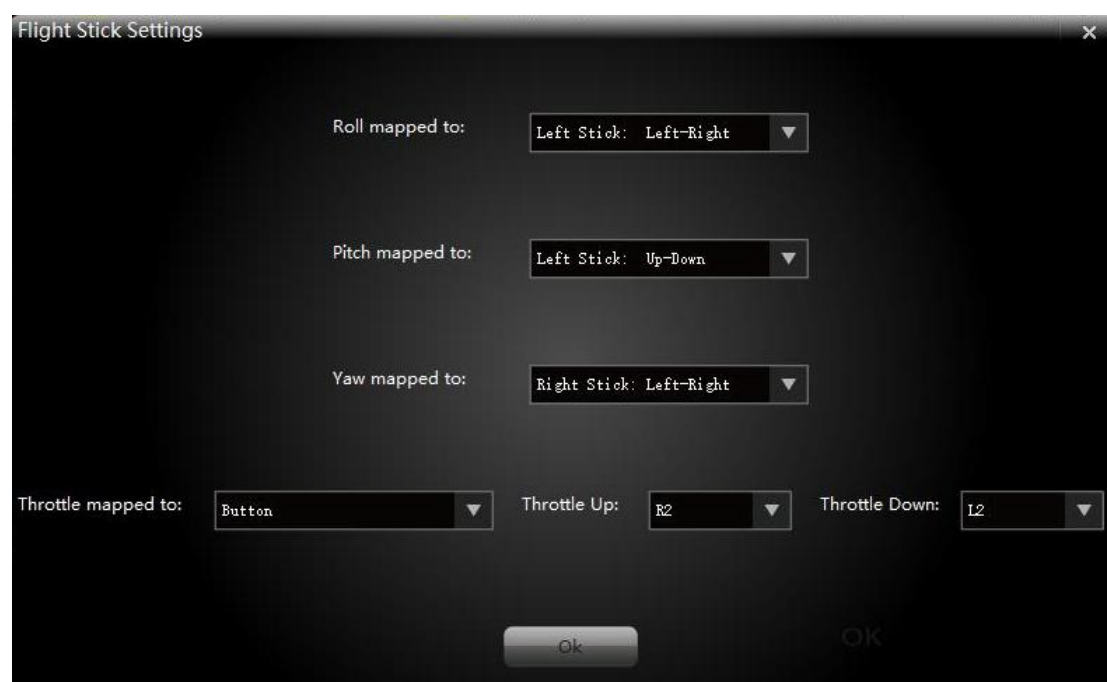 Flight Stick Settings
Roll mapped to: Left Stick: Left-Right
Pitch mapped to: Left Stick: Up-Down
Yaw mapped to: Right Stick: Left-Right
Throttle mapped to: Button Throttle Up: R2 Throttle Down: L2
Ok OK